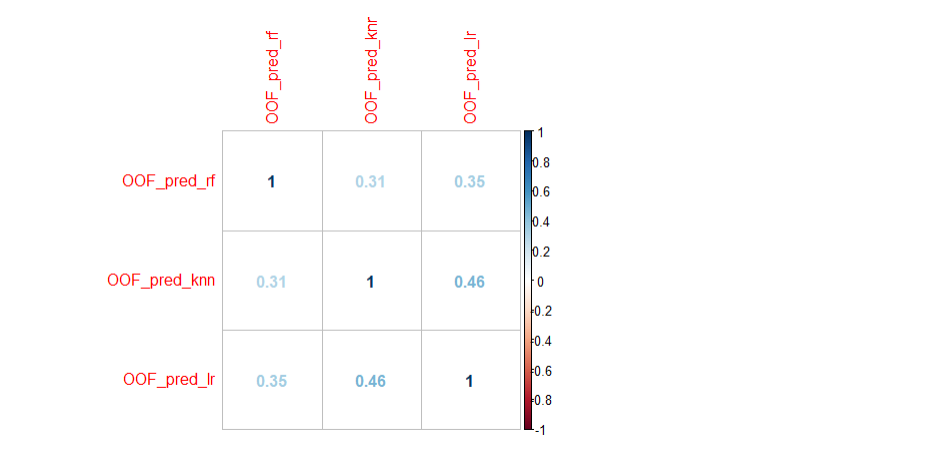 OOF_pred_rf
OOF_pred_knr
OOF_pred_lr
OOF_pred_rf 1 0.31 0.35
OOF_pred_knn 0.31 1 0.46
OOF_pred_lr 0.35 0.46 1
1
0.8
0.6
0.4
0.2
0
-0.2
-0.4
-0.6
-0.8
-1